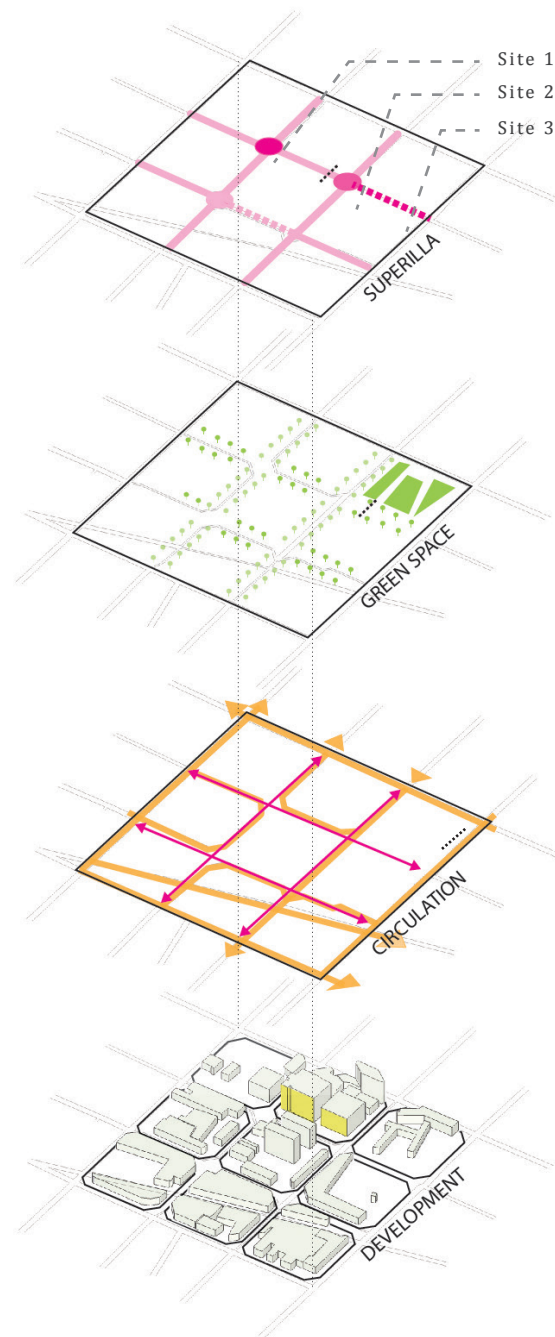 Site 1
Site 2
Site 3
SUPERILLA
GREEN SPACE
CIRCULATION
DEVELOPMENT